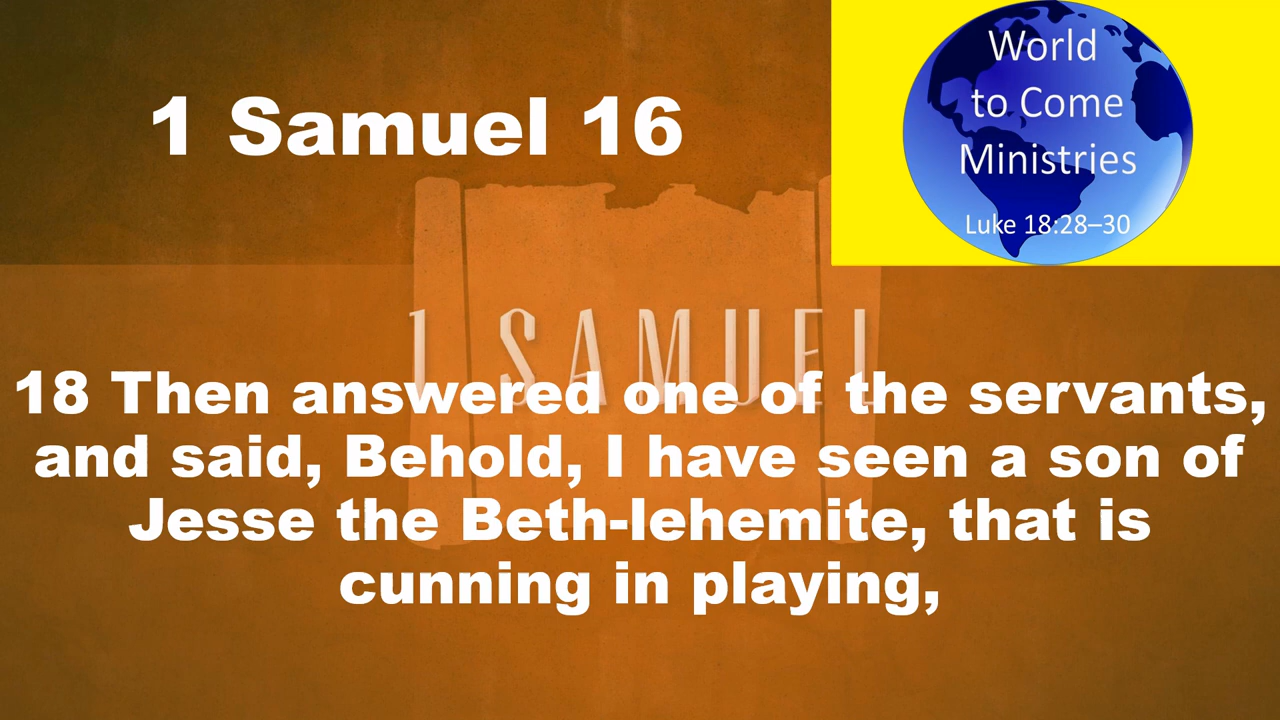 1 Samuel 16
World
to Come
Ministries
Luke 18:28–30
1 SAMUEL
18 Then answered one of the servants,
and said, Behold, I have seen a son of
Jesse the Beth-lehemite, that is
cunning in playing,